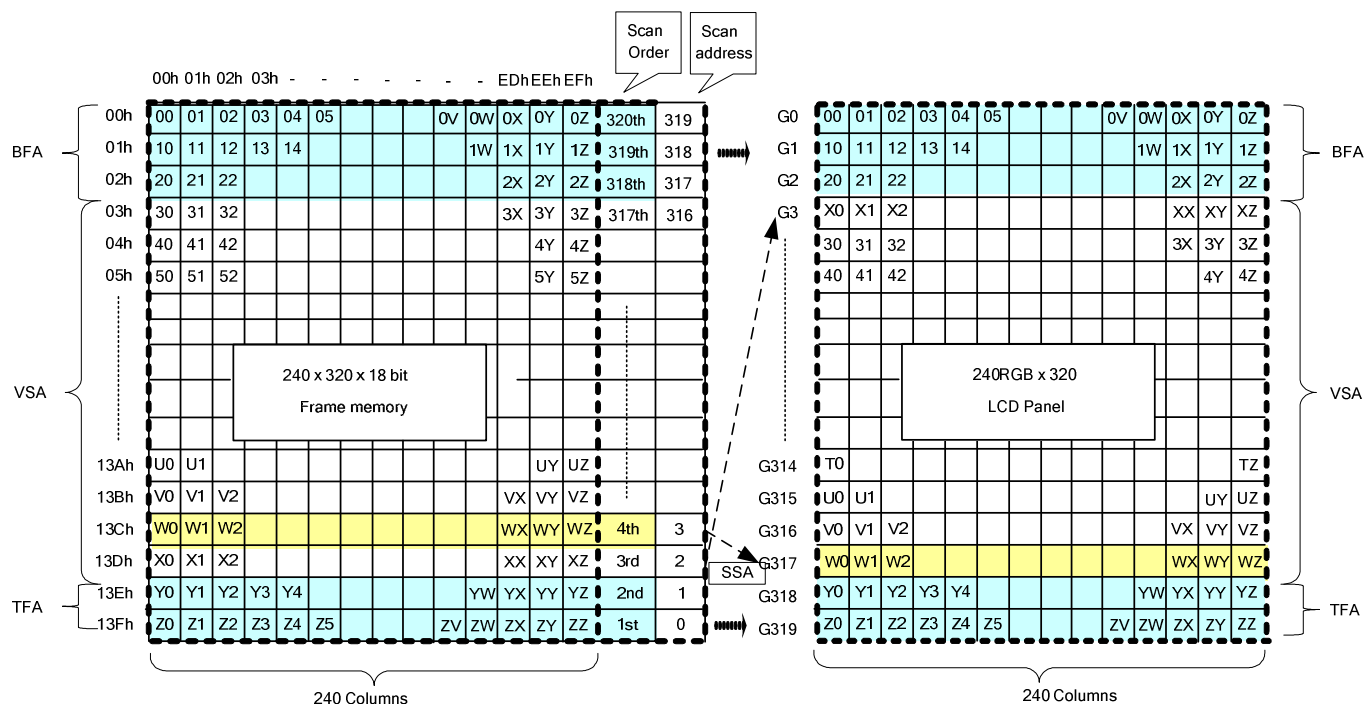 Scan Order
Scan address
00h 01h 02h 03h - - - - - - - EDh EEh EFh
00h 00 01 02 03 04 05 0V 0W 0X 0Y 0Z 320th 319 G0 00 01 02 03 04 05 0V 0W 0X 0Y 0Z
01h 10 11 12 13 14 1W 1X 1Y 1Z 319th 318 G1 10 11 12 13 14 1W 1X 1Y 1Z
BFA BFA
02h 20 21 22 2X 2Y 2Z 318th 317 G2 20 21 22 2X 2Y 2Z
03h 30 31 32 3X 3Y 3Z 317th 316 G3 X0 X1 X2 XX XY XZ
04h 40 41 42 4Y 4Z 30 31 32 3X 3Y 3Z
05h 50 51 52 5Y 5Z 40 41 42 4Y 4Z
240 x 320 x 18 bit 240RGB x 320
VSA VSA
Frame memory LCD Panel
13Ah U0 U1 UY UZ G314 T0 TZ
13Bh V0 V1 V2 VX VY VZ G315 U0 U1 UY UZ
13Ch W0 W1 W2 WX WY WZ 4th 3 G316 V0 V1 V2 VX VY VZ
13Dh X0 X1 X2 XX XY XZ 3rd 2 G317 W0 W1 W2 WX WY WZ
SSA
13Eh Y0 Y1 Y2 Y3 Y4 YW YX YY YZ 2nd 1 G318 Y0 Y1 Y2 Y3 Y4 YW YX YY YZ
TFA TFA
13Fh Z0 Z1 Z2 Z3 Z4 Z5 ZV ZW ZX ZY ZZ 1st 0 G319 Z0 Z1 Z2 Z3 Z4 Z5 ZV ZW ZX ZY ZZ
240 Columns 240 Columns